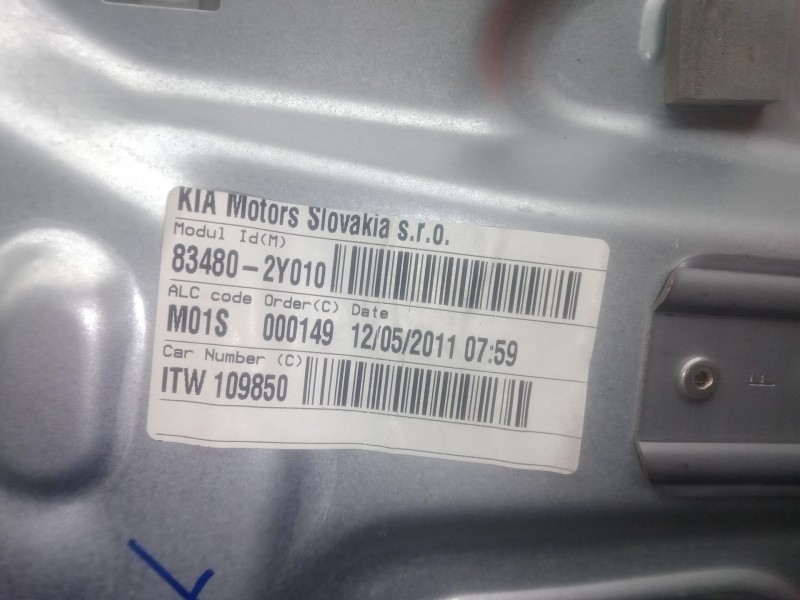 KIA Motors Slovakia s.r.o.
Modul Id(M)
83480-2Y010
ALC code Order(C) Date
M01S 000149 12/05/2011 07:59
Car Number (C)
ITW 109850
L